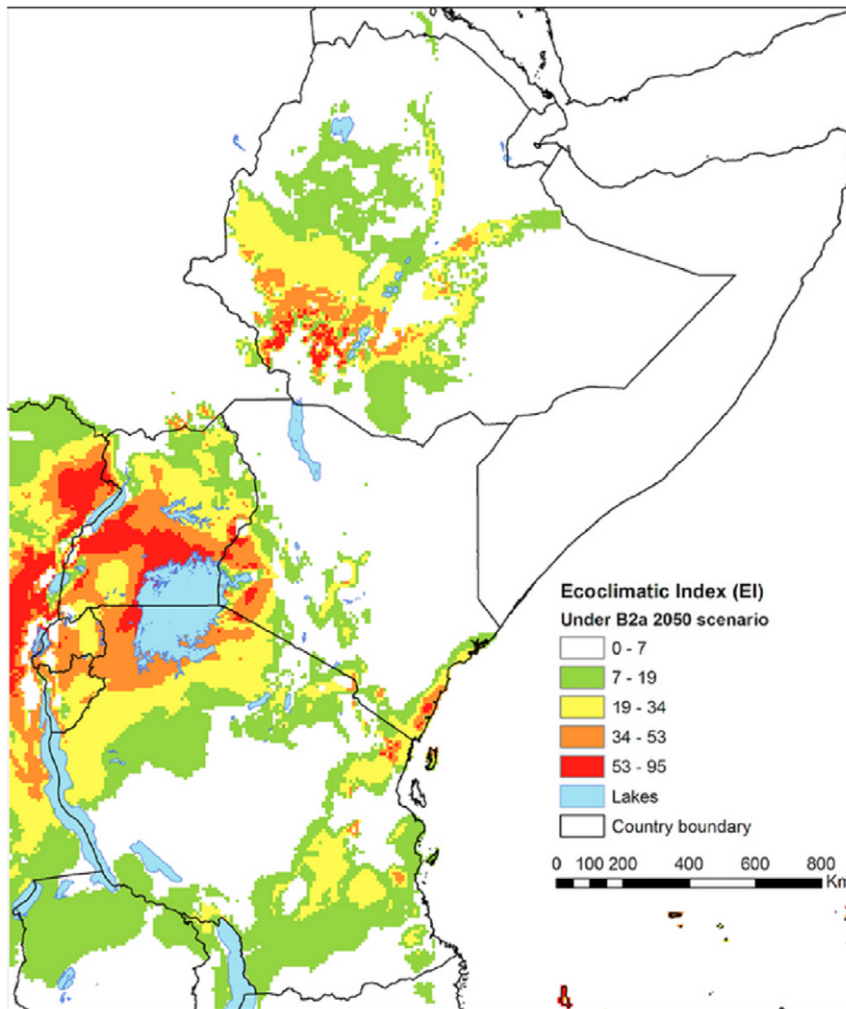 Ecoclimatic Index (EI)
Under B2a 2050 scenario
0 - 7
7 - 19
19 - 34
34 - 53
53 - 95
Lakes
Country boundary
0 100 200 400 600 800
Km